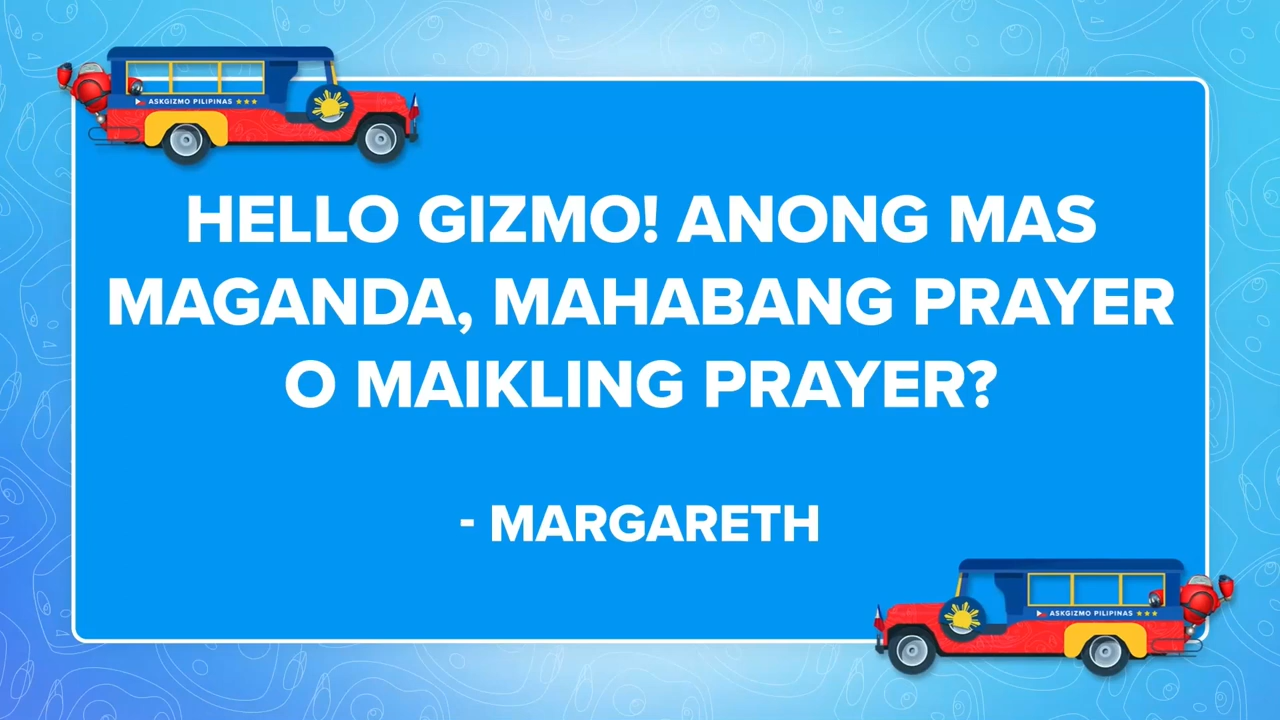 ASKGIZMO PILIPINAS
HELLO GIZMO! ANONG MAS
MAGANDA, MAHABANG PRAYER
O MAIKLING PRAYER?
- MARGARETH
ASKGIZMO PILIPINAS